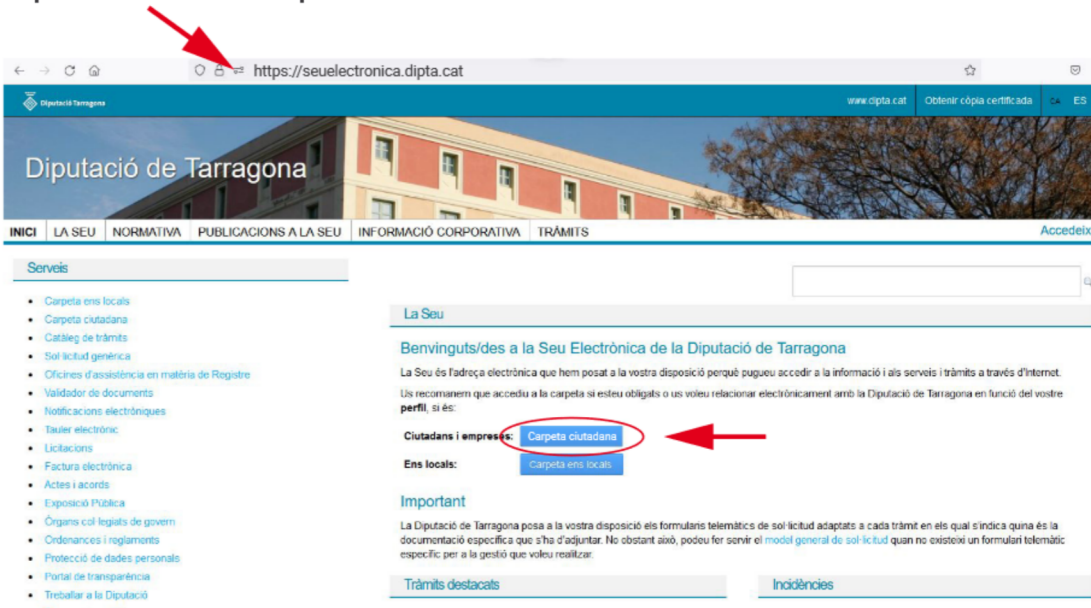 https://seuelectronica.dipta.cat
Diputació Tarragona
www.dipta.cat
Obtenir còpia certificada
CA
ES
Diputació de Tarragona
INICI
LA SEU
NORMATIVA
PUBLICACIONS A LA SEU
INFORMACIÓ CORPORATIVA
TRÀMITS
Accedeix
Serveis
Carpeta ens locals
Carpeta ciutadana
Catàleg de tràmits
Sol·licitud genèrica
Oficines d'assistència en matèria de Registre
Validador de documents
Notificacions electròniques
Tauler electrònic
Licitacions
Factura electrònica
Actes i acords
Exposició Pública
Òrgans col·legiats de govern
Ordenances i reglaments
Protecció de dades personals
Portal de transparència
Treballar a la Diputació
La Seu
Benvinguts/des a la Seu Electrònica de la Diputació de Tarragona
La Seu és l'adreça electrònica que hem posat a la vostra disposició perquè pugueu accedir a la informació i als serveis i tràmits a través d'Internet.
Us recomanem que accediu a la carpeta si esteu obligats o us voleu relacionar electrònicament amb la Diputació de Tarragona en funció del vostre
perfil, si és:
Ciutadans i empreses:
Carpeta ciutadana
Ens locals:
Carpeta ens locals
Important
La Diputació de Tarragona posa a la vostra disposició els formularis telemàtics de sol·licitud adaptats a cada tràmit en els qual s'indica quina és la
documentació específica que s'ha d'adjuntar. No obstant això, podeu fer servir el model general de sol·licitud quan no existeixi un formulari telemàtic
específic per a la gestió que voleu realitzar.
Tràmits destacats
Incidències